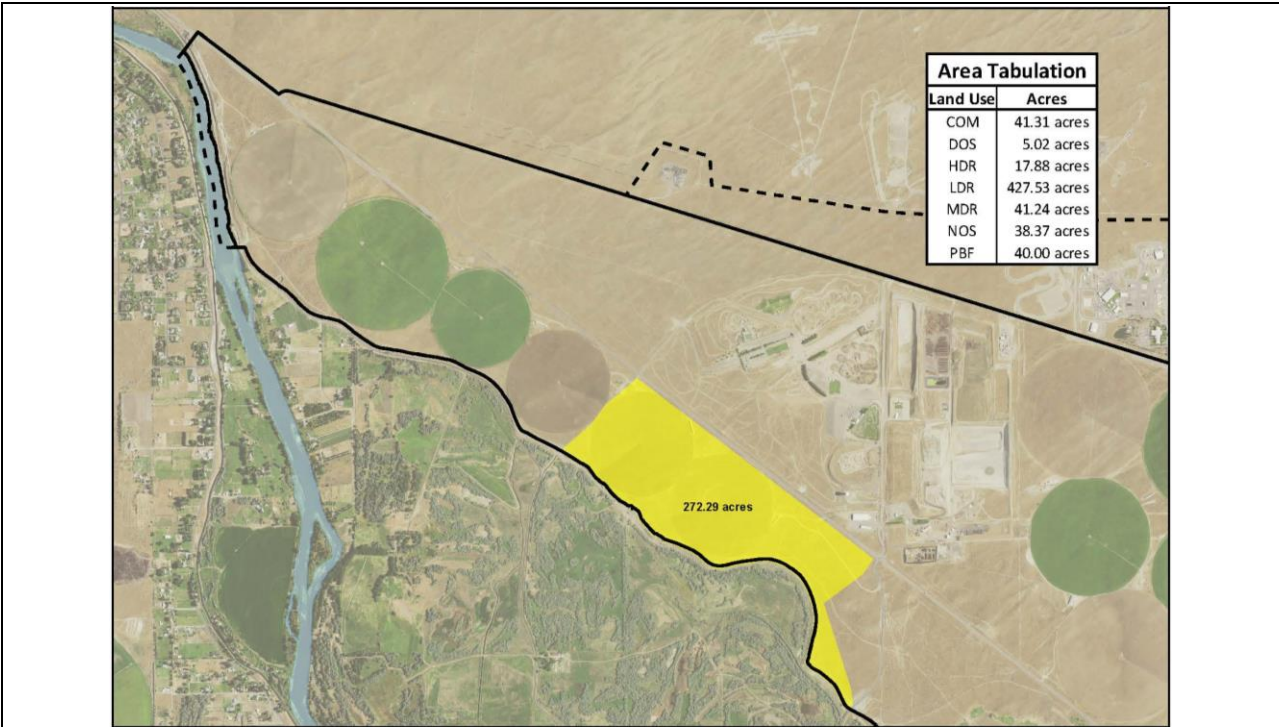 Area Tabulation
Land Use Acres
COM 41.31 acres
DOS 5.02 acres
HDR 17.88 acres
LDR 427.53 acres
MDR 41.24 acres
NOS 38.37 acres
PBF 40.00 acres
272.29 acres